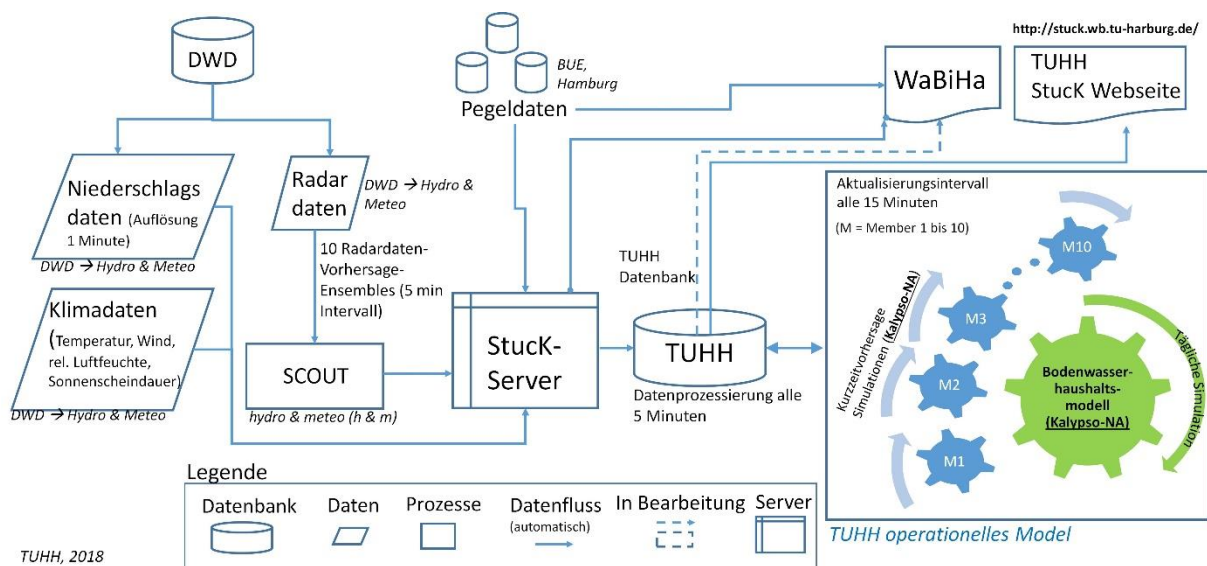 http://stuck.wb.tu-harburg.de/
DWD
BUE,
Hamburg
Pegeldaten
WaBiHa
TUHH
StucK Webseite
Niederschlags
daten (Auflösung
1 Minute)
DWD → Hydro & Meteo
Radar
daten
DWD → Hydro &
Meteo
10 Radardaten-
Vorhersage-
Ensembles (5 min
Intervall)
Klimadaten
(Temperatur, Wind,
rel. Luftfeuchte,
Sonnenscheindauer)
DWD → Hydro & Meteo
SCOUT
hydro & meteo (h & m)
StucK-
Server
TUHH
Datenbank
TUHH
Datenprozessierung alle
5 Minuten
Aktualisierungsintervall
alle 15 Minuten
(M = Member 1 bis 10)
M10
M3
M2
M1
Kurzzeitvorhersage
Simulationen (Kalypso-NA)
Bodenwasser-
haushalts-
modell
(Kalypso-NA)
Tägliche Simulation
TUHH operationelles Model
Legende
Datenbank
Daten
Prozesse
Datenfluss
(automatisch)
In Bearbeitung
Server
TUHH, 2018